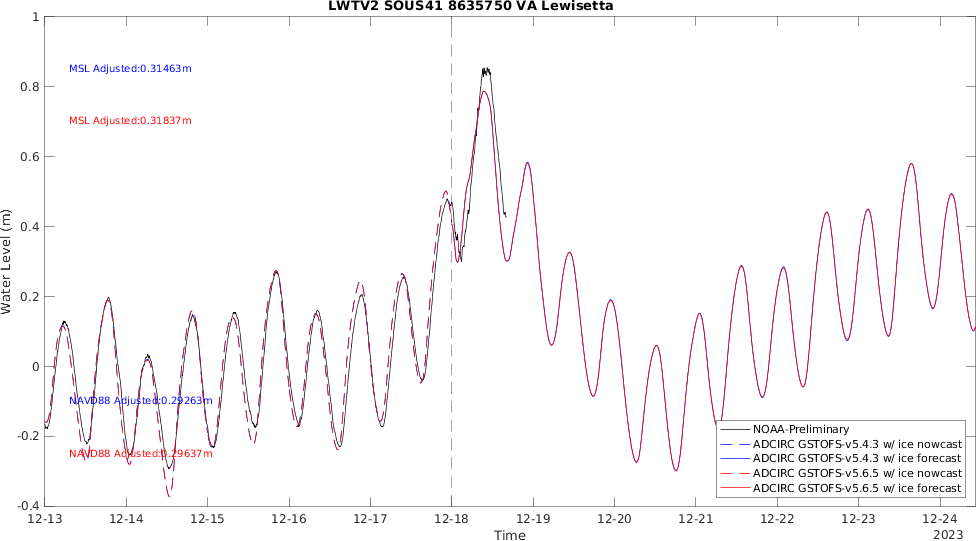 LWTV2 SOUS41 8635750 VA Lewisetta
Water Level (m)
1
0.8
0.6
0.4
0.2
0
-0.2
-0.4
MSL Adjusted:0.31463m
MSL Adjusted:0.31837m
NAVD88 Adjusted:0.29263m
NAVD88 Adjusted:0.29637m
NOAA-Preliminary
ADCIRC GSTOFS-v5.4.3 w/ ice nowcast
ADCIRC GSTOFS-v5.4.3 w/ ice forecast
ADCIRC GSTOFS-v5.6.5 w/ ice nowcast
ADCIRC GSTOFS-v5.6.5 w/ ice forecast
12-13 12-14 12-15 12-16 12-17 12-18 12-19 12-20 12-21 12-22 12-23 12-24
Time
2023